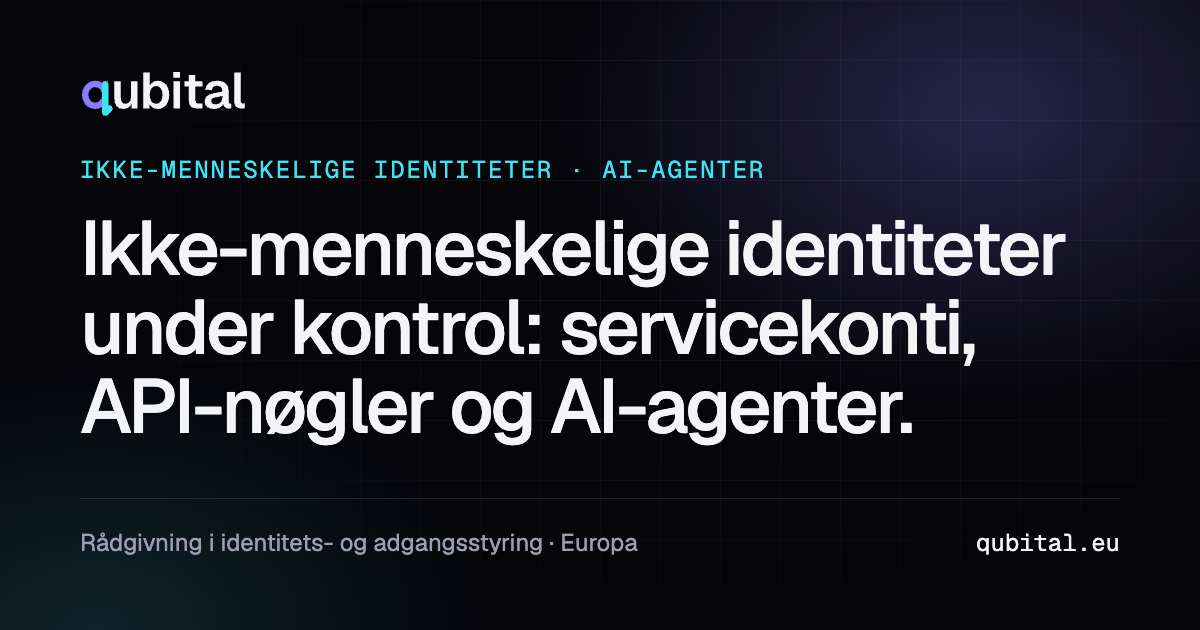 qubital
IKKE-MENNESKELIGE IDENTITETER · AI-AGENTER
Ikke-menneskelige identiteter
under kontrol: servicekonti,
API-nøgler og AI-agenter.
Rådgivning i identitets- og adgangsstyring · Europa
qubital.eu